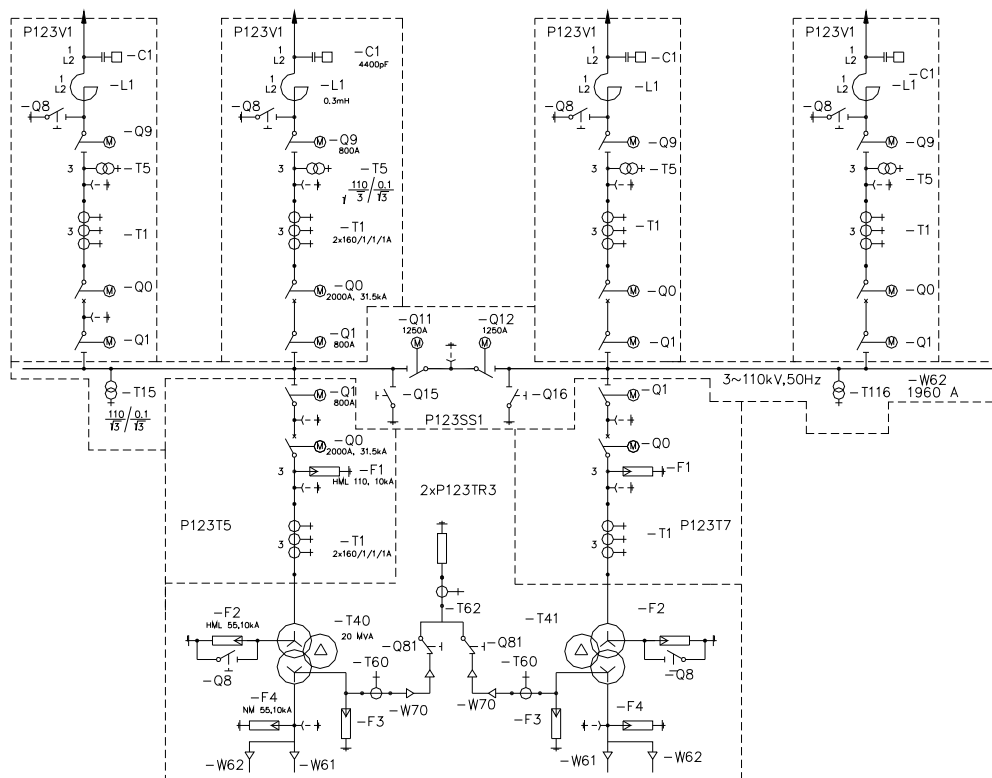 P123V1 P123V1 P123V1 P123V1
1 L2 -C1 1 L2 -C1 4400pF 1 L2 -C1 1 L2 -C1
1 L2 -L1 1 L2 -L1 0.3mH 1 L2 -L1 1 L2 -L1
-Q8 -Q8 -Q8 -Q8
M -Q9 M -Q9 800A M -Q9 M -Q9
3 -T5 3 -T5 3 -T5 3 -T5
110/3 / 0.1/√3
3 -T1 3 -T1 3 -T1 3 -T1
2x160/1/1/1A
M -Q0 M -Q0 M -Q0 M -Q0
2000A, 31.5kA
-Q11 1250A M -Q12 1250A M
M -Q1 M -Q1 800A M -Q1 M -Q1
3~110kV,50Hz
-T15 -T116 -W62
1960 A
110/√3 / 0.1/√3
M -Q1 800A -Q15 -Q16 M -Q1
P123SS1
M -Q0 M -Q0
2000A, 31.5kA
3 -F1 3 -F1
HML 110, 10kA
2xP123TR3
P123T5 P123T7
3 -T1 3 -T1
2x160/1/1/1A
-F2 -T40 -T62 -T41 -F2
HML 55,10kA 20 MVA
-Q81 -Q81
-Q8 -T60 -T60 -Q8
-F4 -W70 -W70 -F4
NM 55,10kA
-F3 -F3
-W62 -W61 -W61 -W62